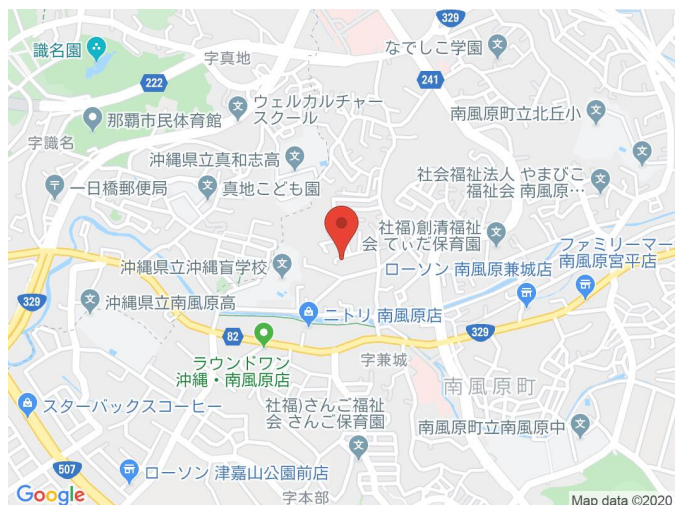 329
識名園
なでしこ学園
字真地
222
241
ウェルカルチャー
スクール
南風原町立北丘小
那覇市民体育館
字識名
沖縄県立真和志高
社会福祉法人 やまびこ
福祉会 南風原…
一日橋郵便局
真地こども園
社福)創清福祉
会 てぃだ保育園
ファミリーマー
南風原宮平店
沖縄県立沖縄盲学校
ローソン 南風原兼城店
329
沖縄県立南風原高
ニトリ 南風原店
82
329
ラウンドワン
沖縄・南風原店
字兼城
南風原町
スターバックスコーヒー
社福)さんご福祉
会 さんご保育園
南風原町立南風原中
507
ローソン 津嘉山公園前店
字本部
Google
Map data ©2020